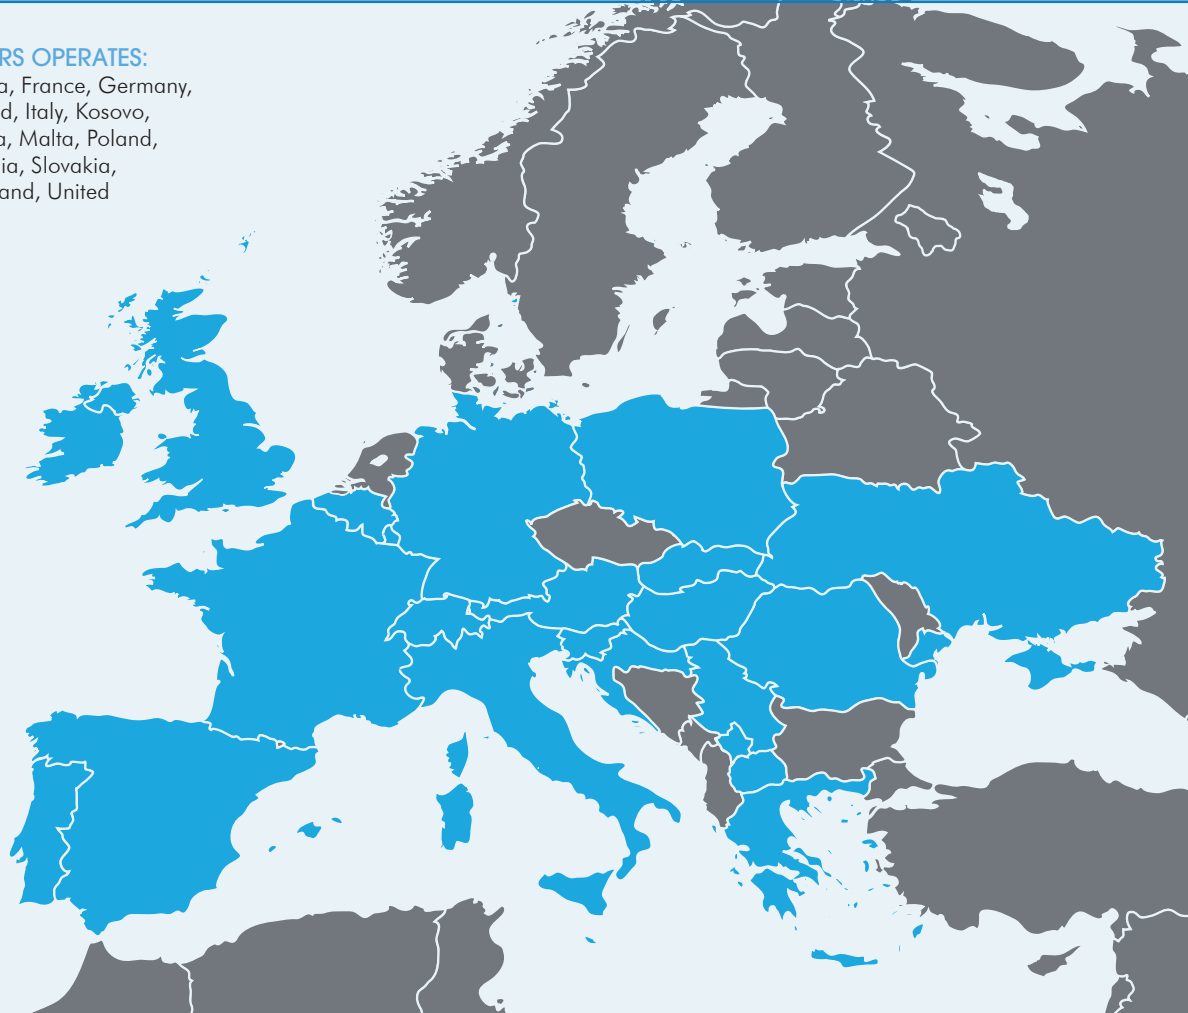 RS OPERATES:
a, France, Germany,
d, Italy, Kosovo,
a, Malta, Poland,
ia, Slovakia,
and, United